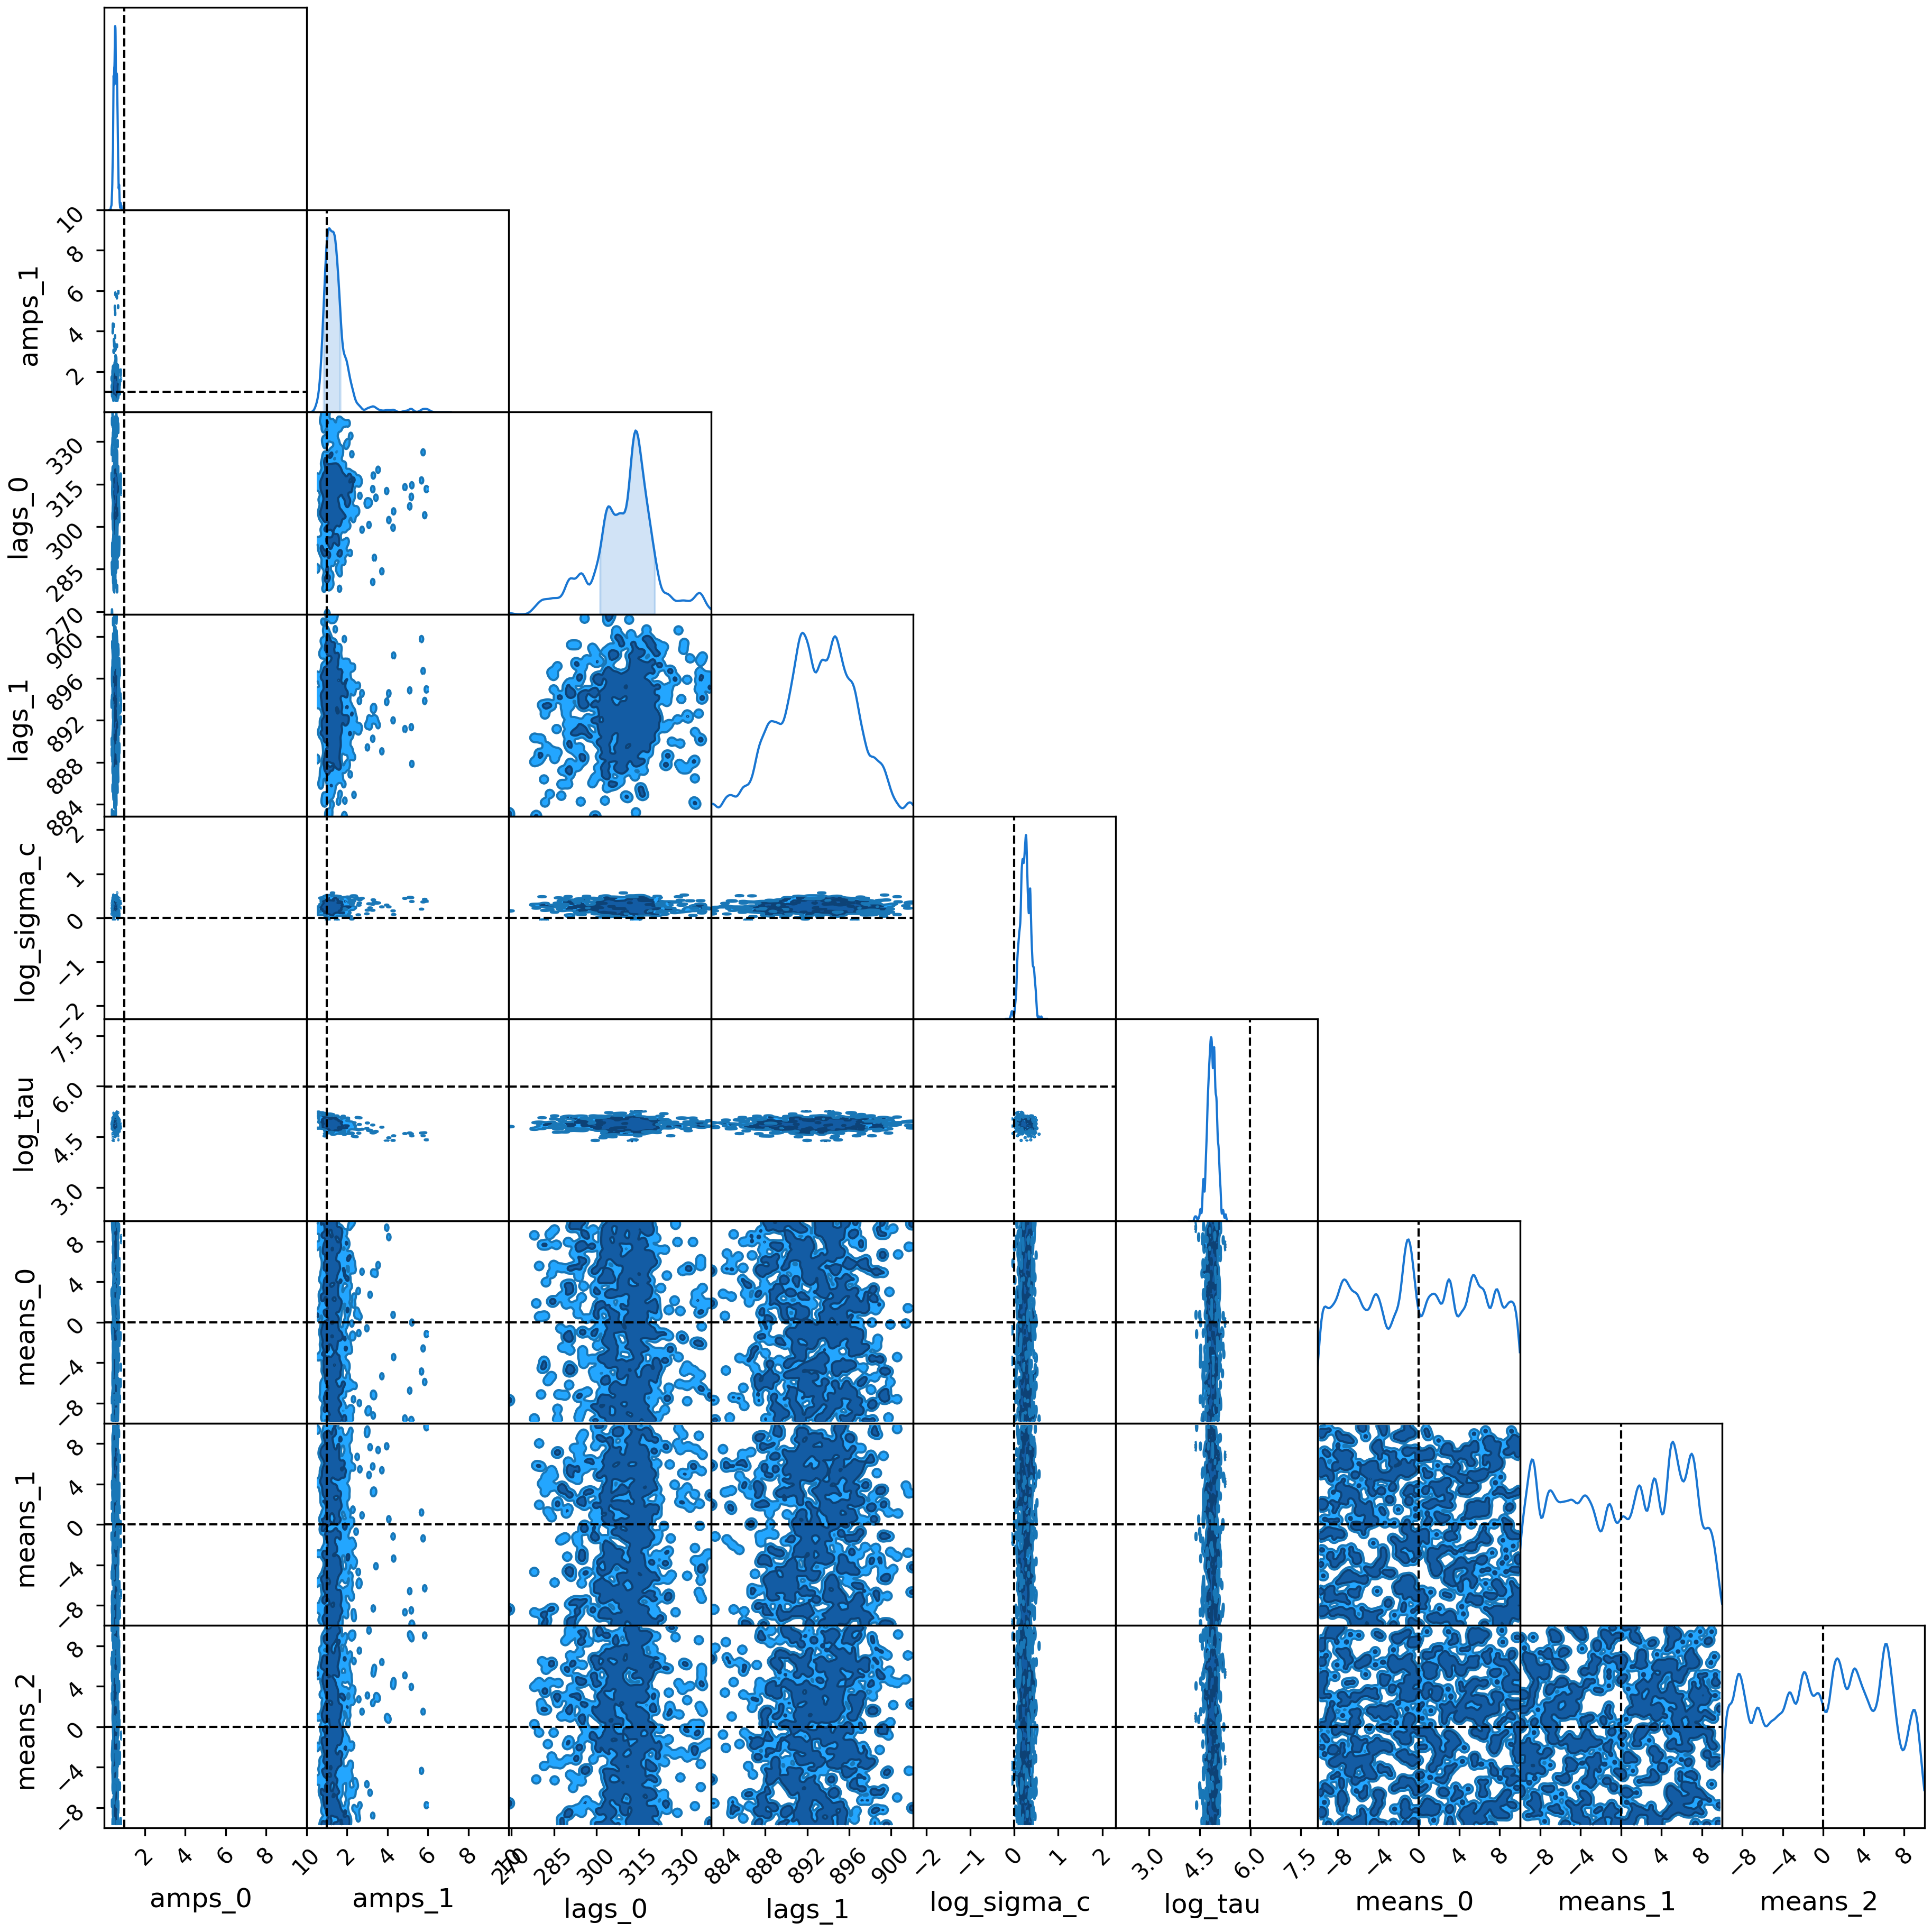 10
8
6
4
2
amps_1
330
315
300
285
270
lags_0
900
896
892
888
884
lags_1
2
1
0
−1
−2
log_sigma_c
7.5
6.0
4.5
3.0
log_tau
8
4
0
−4
−8
means_0
8
4
0
−4
−8
means_1
8
4
0
−4
−8
means_2
2 4 6 8 10
2 4 6 8 10
270 285 300 315 330
884 888 892 896 900
−2 −1 0 1 2
3.0 4.5 6.0 7.5
−8 −4 0 4 8
−8 −4 0 4 8
−8 −4 0 4 8
amps_0 amps_1 lags_0 lags_1 log_sigma_c log_tau means_0 means_1 means_2